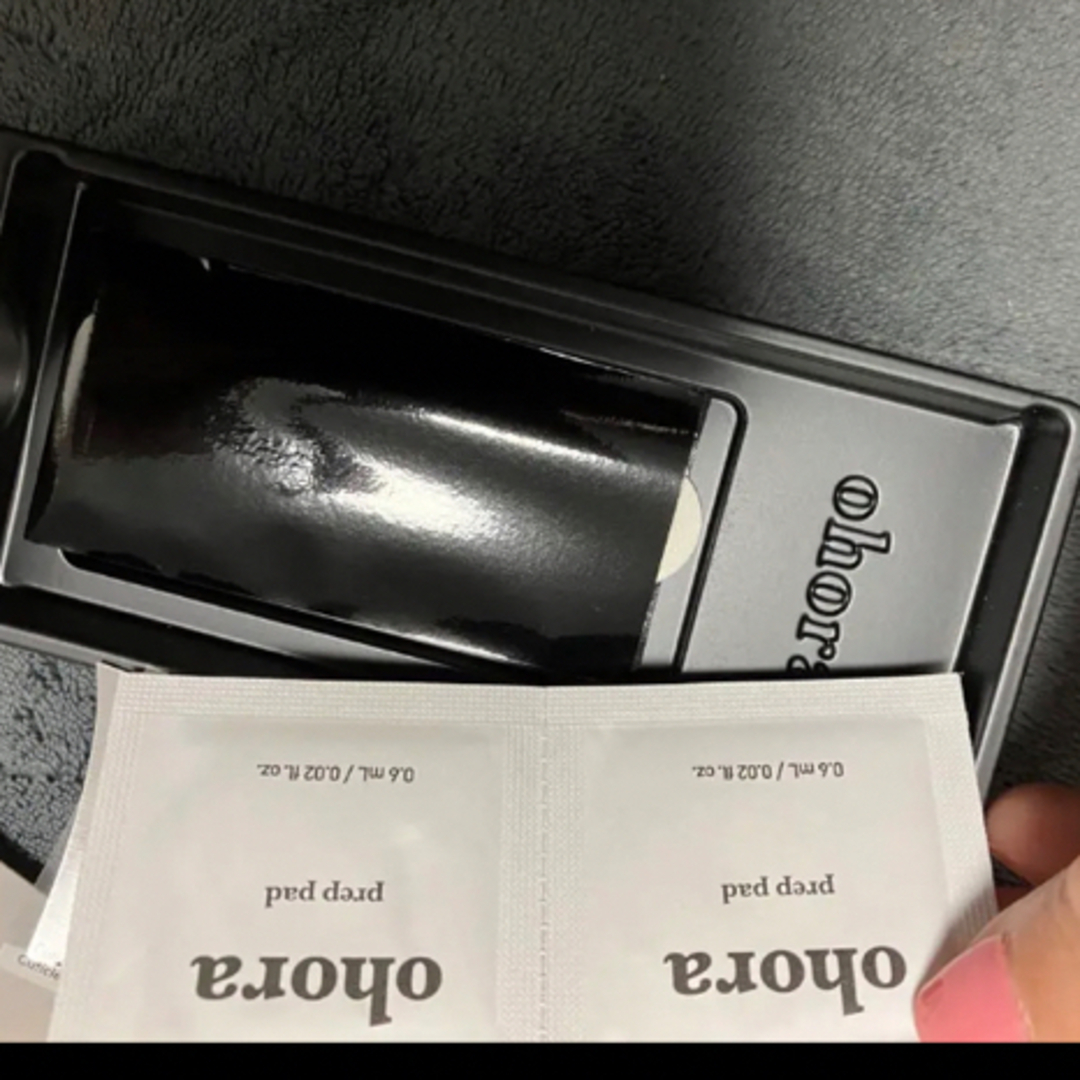 ohora
prep pad
0.6 mL / 0.02 fl. oz.
ohora
prep pad
0.6 mL / 0.02 fl. oz.
ohora
Cuticle